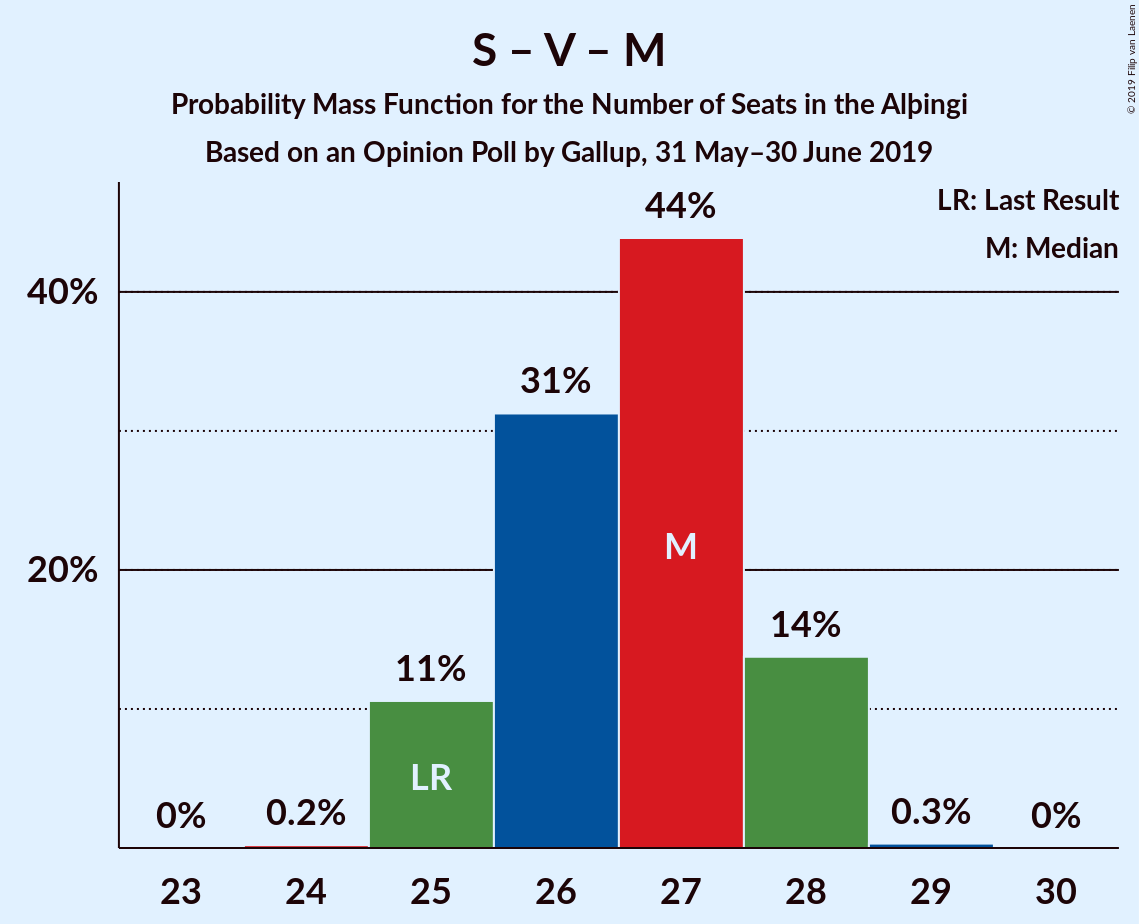 S – V – M
Probability Mass Function for the Number of Seats in the Alþingi
Based on an Opinion Poll by Gallup, 31 May–30 June 2019
© 2019 Filip van Laenen
LR: Last Result
M: Median
44%
40%
31%
M
20%
14%
11%
LR
0%
0.2%
0.3%
0%
23
24
25
26
27
28
29
30